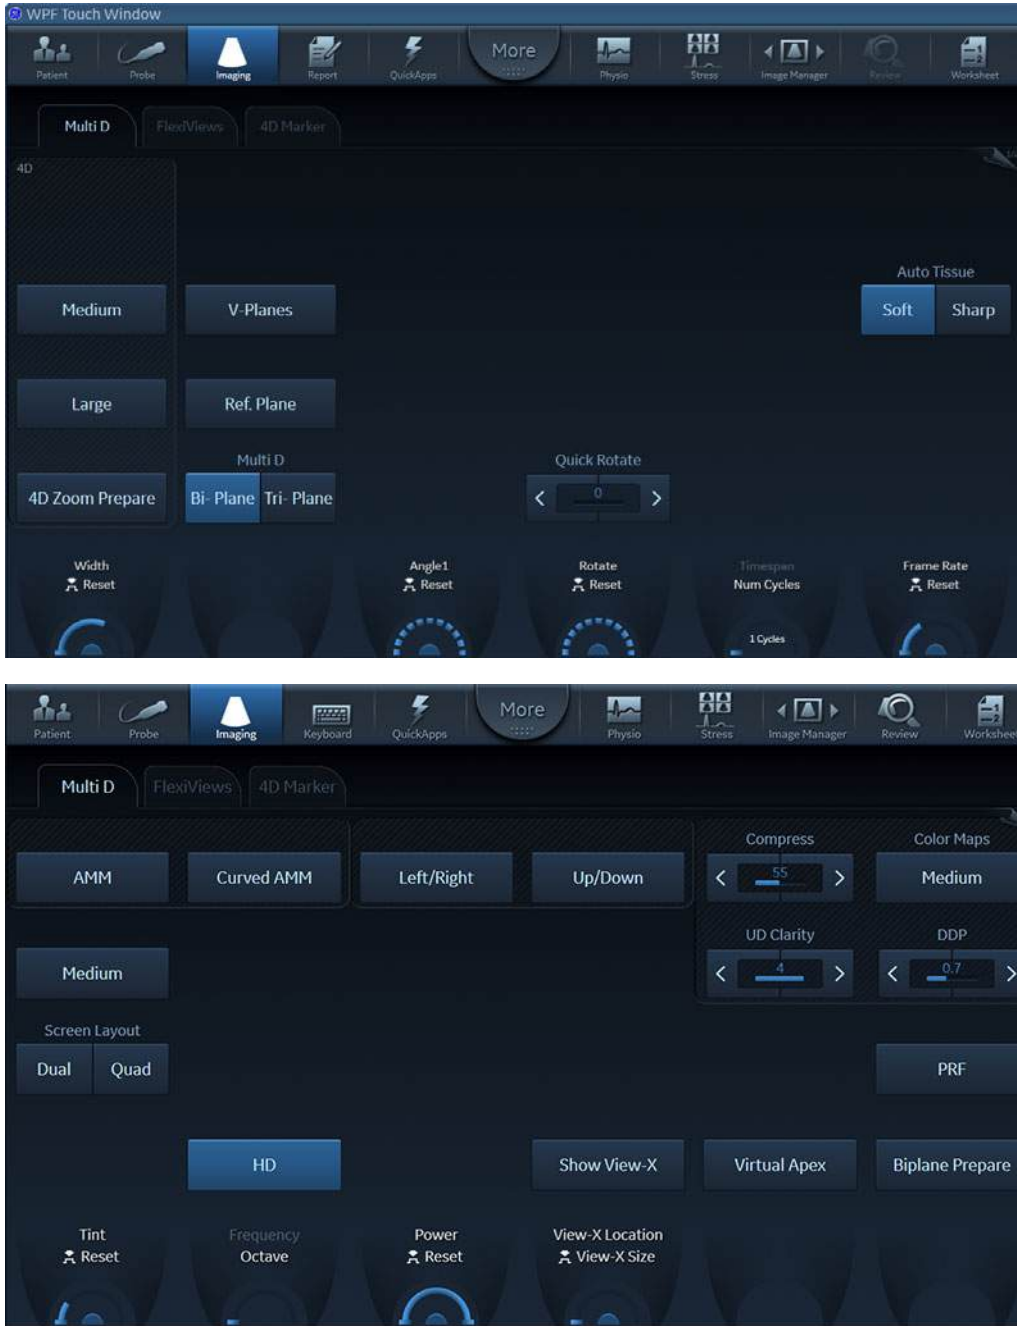 WPF Touch Window
Patient Probe Imaging Report QuickApps More Physio Stress Image Manager Review Worksheet
Multi D FlexiViews 4D Marker
4D
Auto Tissue
Medium V-Planes Soft Sharp
Large Ref. Plane
Multi D Quick Rotate
4D Zoom Prepare Bi- Plane Tri- Plane 0
Width Angle1 Rotate Timespan Frame Rate
Reset Reset Reset Num Cycles Reset
1 Cycles
Patient Probe Imaging Keyboard QuickApps More Physio Stress Image Manager Review Workshee
Multi D FlexiViews 4D Marker
Compress Color Maps
AMM Curved AMM Left/Right Up/Down 55 Medium
UD Clarity DDP
Medium 4 0.7
Screen Layout
Dual Quad PRF
HD Show View-X Virtual Apex Biplane Prepare
Tint Frequency Power View-X Location
Reset Octave Reset View-X Size